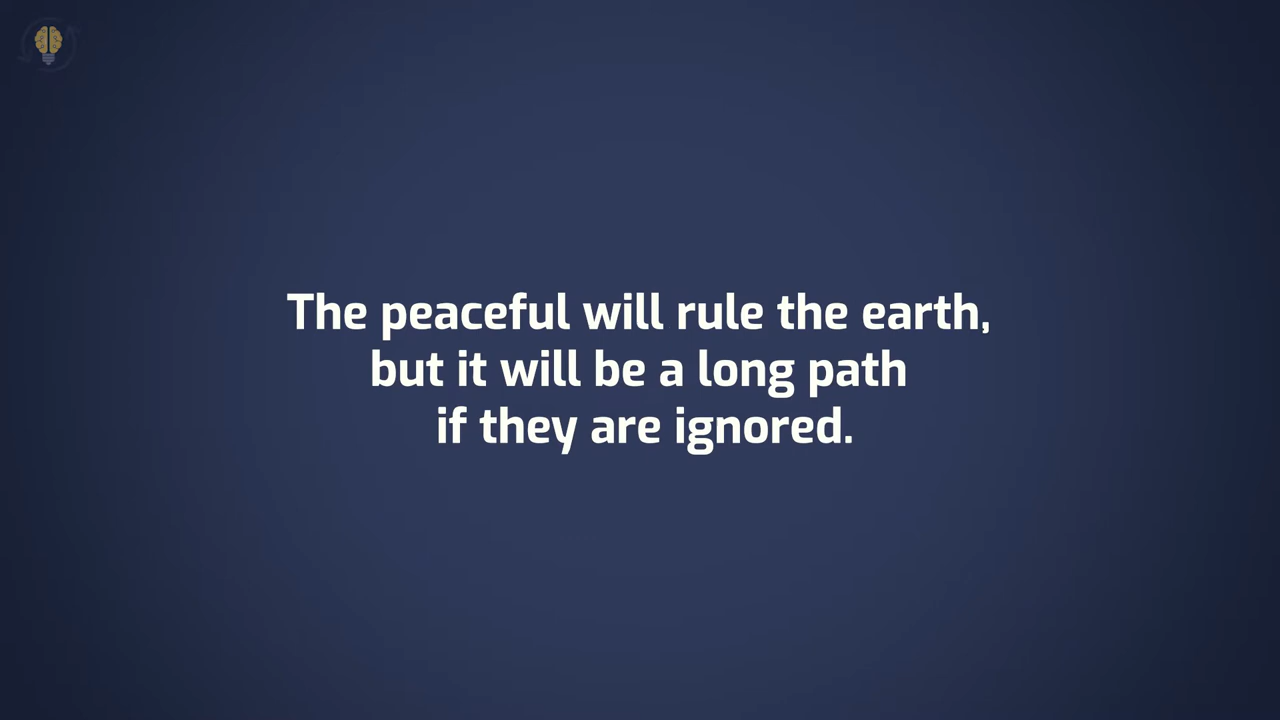 The peaceful will rule the earth,
but it will be a long path
if they are ignored.